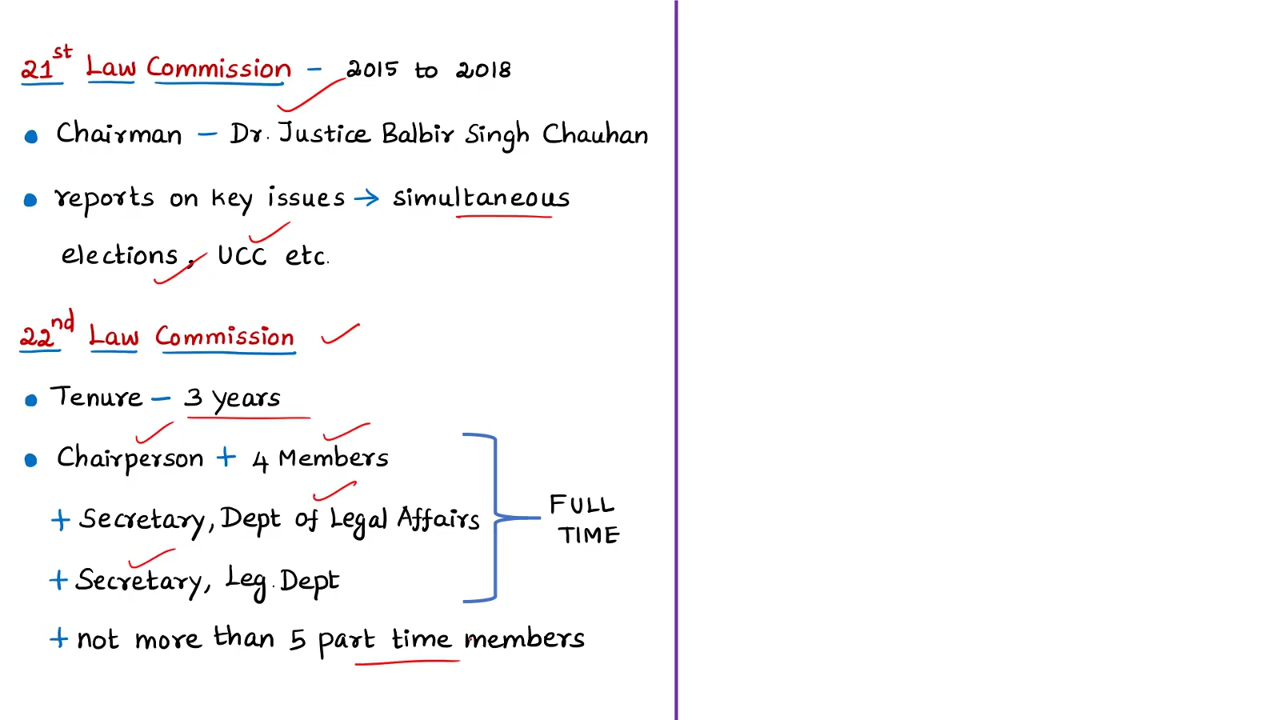 21st Law Commission - 2015 to 2018
• Chairman - Dr. Justice Balbir Singh Chauhan
• reports on key issues → simultaneous
elections, UCC etc.
22nd Law Commission
• Tenure - 3 years
• Chairperson + 4 Members
+ Secretary, Dept of Legal Affairs
+ Secretary, Leg. Dept
FULL
TIME
+ not more than 5 part time members